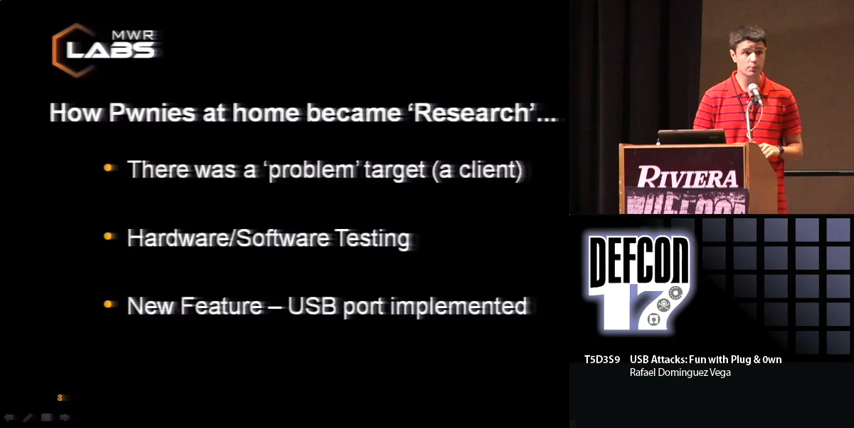 MWR
LABS
How Pwnies at home became ‘Research’...
There was a ‘problem’ target (a client)
Hardware/Software Testing
New Feature – USB port implemented
8
RIVIERA
DEFCON
17
T5D3S9 USB Attacks: Fun with Plug & 0wn
Rafael Dominguez Vega